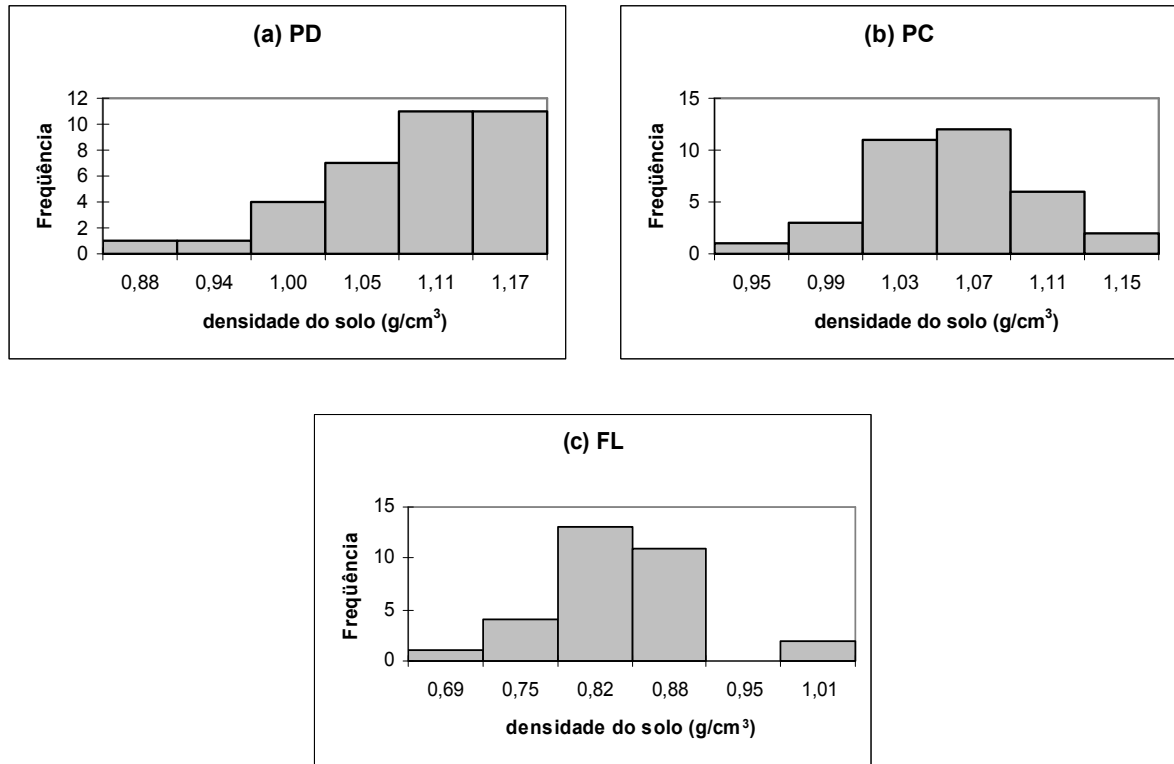 (a) PD
Freqüência
12
10
8
6
4
2
0
0,88 0,94 1,00 1,05 1,11 1,17
densidade do solo (g/cm³)
(b) PC
Freqüência
15
10
5
0
0,95 0,99 1,03 1,07 1,11 1,15
densidade do solo (g/cm³)
(c) FL
Freqüência
15
10
5
0
0,69 0,75 0,82 0,88 0,95 1,01
densidade do solo (g/cm³)